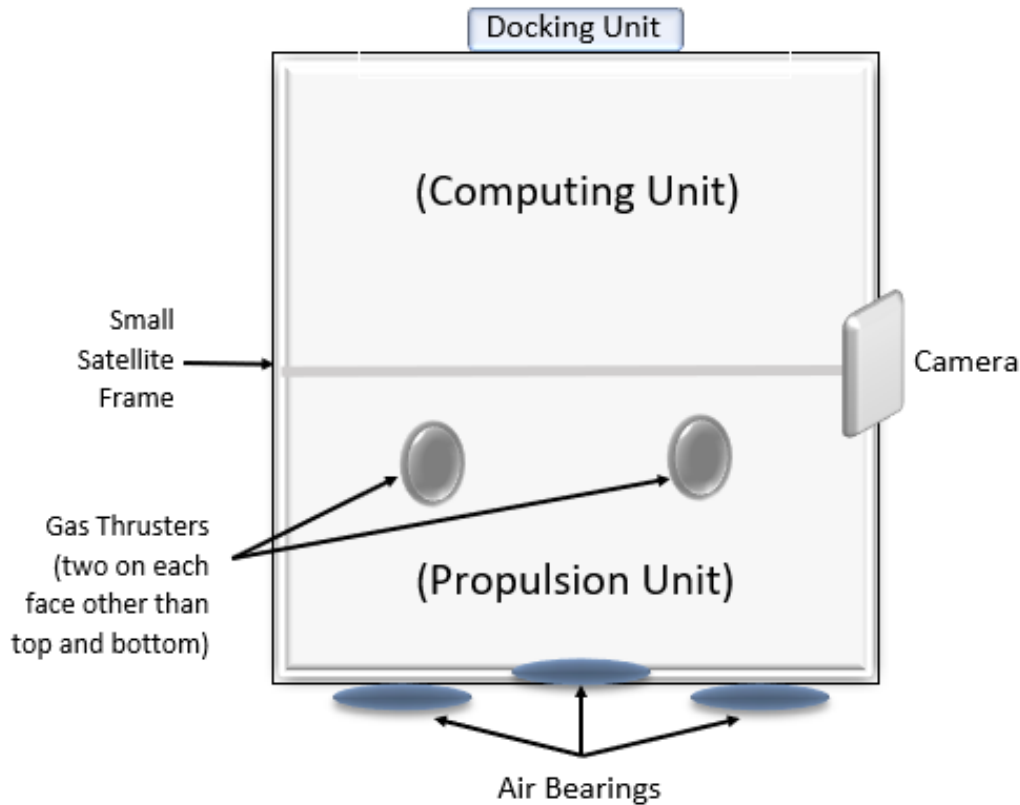 Docking Unit
(Computing Unit)
Small
Satellite
Frame
Camera
Gas Thrusters
(two on each
face other than
top and bottom)
(Propulsion Unit)
Air Bearings